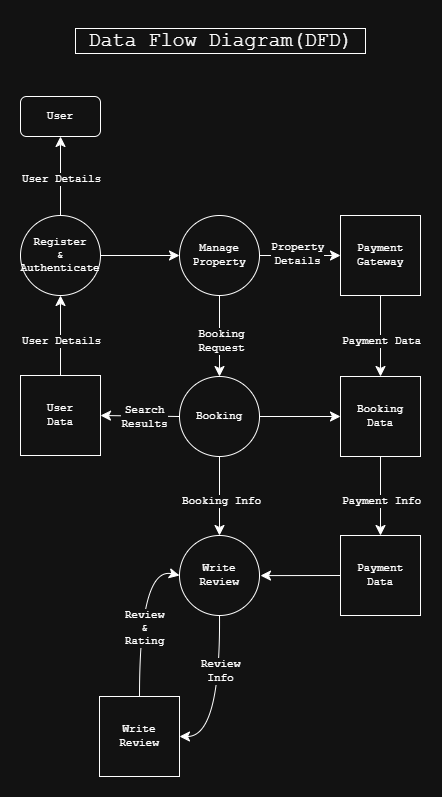 Data Flow Diagram(DFD)
User
User Details
Register
&
Authenticate
Manage
Property
Property
Details
Payment
Gateway
Booking
Request
User Details
Payment Data
User
Data
Search
Results
Booking
Booking
Data
Booking Info
Payment Info
Write
Review
Payment
Data
Review
&
Rating
Review
Info
Write
Review